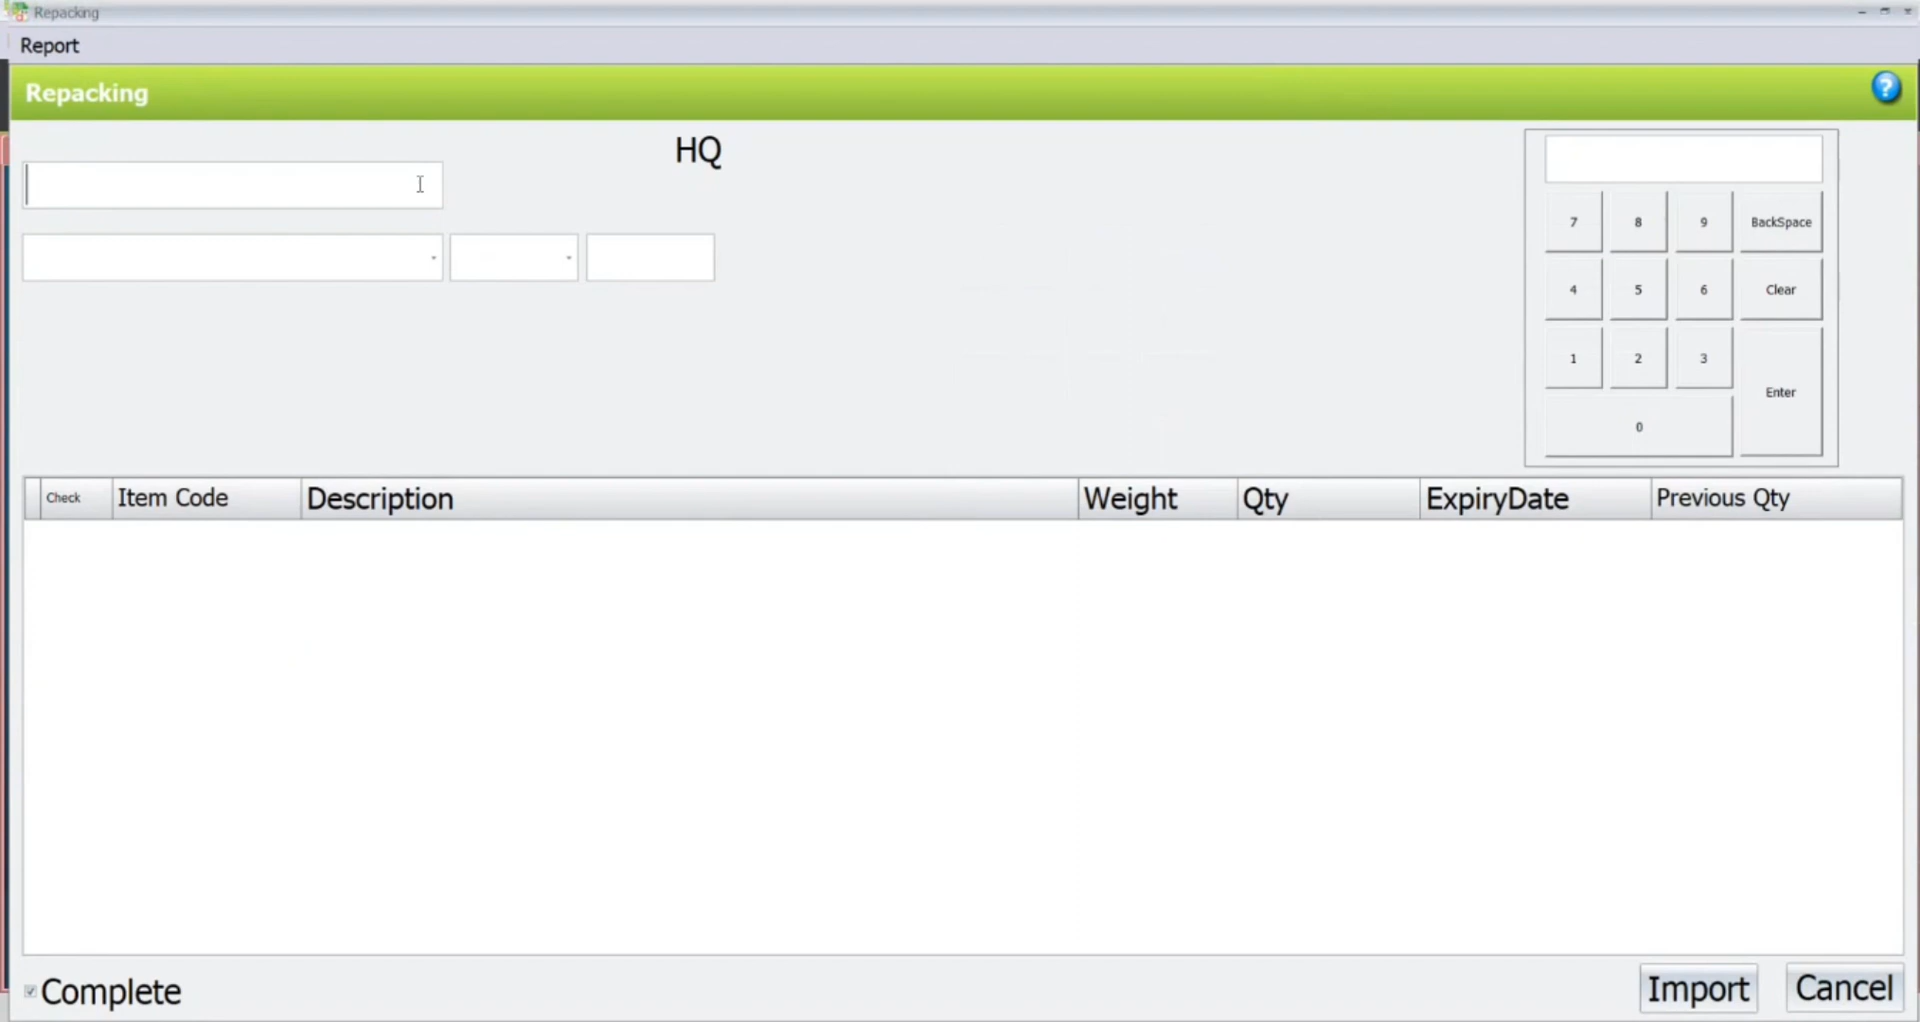 Repacking
Report
Repacking
?
HQ
7 8 9 BackSpace
4 5 6 Clear
1 2 3
Enter
0
Check Item Code Description Weight Qty ExpiryDate Previous Qty
Complete Import Cancel